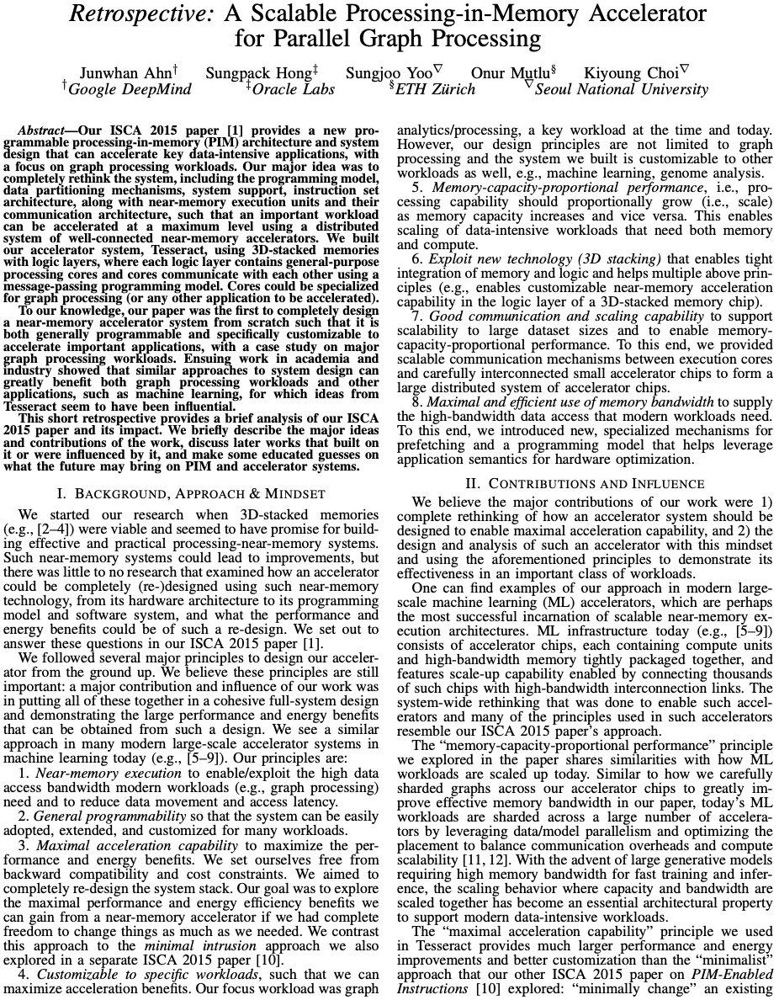 Retrospective: A Scalable Processing-in-Memory Accelerator
for Parallel Graph Processing
Junwhan Ahn† Sungpack Hong‡ Sungjoo Yoo▽ Onur Mutlu§ Kiyoung Choi▽
†Google DeepMind ‡Oracle Labs §ETH Zürich ▽Seoul National University
Abstract—Our ISCA 2015 paper [1] provides a new pro-
grammable processing-in-memory (PIM) architecture and system
design that can accelerate key data-intensive applications, with
a focus on graph processing workloads. Our major idea was to
completely rethink the system, including the programming model,
data partitioning mechanisms, system support, instruction set
architecture, along with near-memory execution units and their
communication architecture, such that an important workload
can be accelerated at a maximum level using a distributed
system of well-connected near-memory accelerators. We built
our accelerator system, Tesseract, using 3D-stacked memories
with logic layers, where each logic layer contains general-purpose
processing cores and cores communicate with each other using a
message-passing programming model. Cores could be specialized
for graph processing (or any other application to be accelerated).
To our knowledge, our paper was the first to completely design
a near-memory accelerator system from scratch such that it is
both generally programmable and specifically customizable to
accelerate important applications, with a case study on major
graph processing workloads. Ensuing work in academia and
industry showed that similar approaches to system design can
greatly benefit both graph processing workloads and other
applications, such as machine learning, for which ideas from
Tesseract seem to have been influential.
This short retrospective provides a brief analysis of our ISCA
2015 paper and its impact. We briefly describe the major ideas
and contributions of the work, discuss later works that built on
it or were influenced by it, and make some educated guesses on
what the future may bring on PIM and accelerator systems.
I. BACKGROUND, APPROACH & MINDSET
We started our research when 3D-stacked memories
(e.g., [2–4]) were viable and seemed to have promise for build-
ing effective and practical processing-near-memory systems.
Such near-memory systems could lead to improvements, but
there was little to no research that examined how an accelerator
could be completely (re-)designed using such near-memory
technology, from its hardware architecture to its programming
model and software system, and what the performance and
energy benefits could be of such a re-design. We set out to
answer these questions in our ISCA 2015 paper [1].
We followed several major principles to design our acceler-
ator from the ground up. We believe these principles are still
important: a major contribution and influence of our work was
in putting all of these together in a cohesive full-system design
and demonstrating the large performance and energy benefits
that can be obtained from such a design. We see a similar
approach in many modern large-scale accelerator systems in
machine learning today (e.g., [5–9]). Our principles are:
1. Near-memory execution to enable/exploit the high data
access bandwidth modern workloads (e.g., graph processing)
need and to reduce data movement and access latency.
2. General programmability so that the system can be easily
adopted, extended, and customized for many workloads.
3. Maximal acceleration capability to maximize the per-
formance and energy benefits. We set ourselves free from
backward compatibility and cost constraints. We aimed to
completely re-design the system stack. Our goal was to explore
the maximal performance and energy efficiency benefits we
can gain from a near-memory accelerator if we had complete
freedom to change things as much as we needed. We contrast
this approach to the minimal intrusion approach we also
explored in a separate ISCA 2015 paper [10].
4. Customizable to specific workloads, such that we can
maximize acceleration benefits. Our focus workload was graph
analytics/processing, a key workload at the time and today.
However, our design principles are not limited to graph
processing and the system we built is customizable to other
workloads as well, e.g., machine learning, genome analysis.
5. Memory-capacity-proportional performance, i.e., pro-
cessing capability should proportionally grow (i.e., scale)
as memory capacity increases and vice versa. This enables
scaling of data-intensive workloads that need both memory
and compute.
6. Exploit new technology (3D stacking) that enables tight
integration of memory and logic and helps multiple above prin-
ciples (e.g., enables customizable near-memory acceleration
capability in the logic layer of a 3D-stacked memory chip).
7. Good communication and scaling capability to support
scalability to large dataset sizes and to enable memory-
capacity-proportional performance. To this end, we provided
scalable communication mechanisms between execution cores
and carefully interconnected small accelerator chips to form a
large distributed system of accelerator chips.
8. Maximal and efficient use of memory bandwidth to supply
the high-bandwidth data access that modern workloads need.
To this end, we introduced new, specialized mechanisms for
prefetching and a programming model that helps leverage
application semantics for hardware optimization.
II. CONTRIBUTIONS AND INFLUENCE
We believe the major contributions of our work were 1)
complete rethinking of how an accelerator system should be
designed to enable maximal acceleration capability, and 2) the
design and analysis of such an accelerator with this mindset
and using the aforementioned principles to demonstrate its
effectiveness in an important class of workloads.
One can find examples of our approach in modern large-
scale machine learning (ML) accelerators, which are perhaps
the most successful incarnation of scalable near-memory ex-
ecution architectures. ML infrastructure today (e.g., [5–9])
consists of accelerator chips, each containing compute units
and high-bandwidth memory tightly packaged together, and
features scale-up capability enabled by connecting thousands
of such chips with high-bandwidth interconnection links. The
system-wide rethinking that was done to enable such accel-
erators and many of the principles used in such accelerators
resemble our ISCA 2015 paper's approach.
The “memory-capacity-proportional performance” principle
we explored in the paper shares similarities with how ML
workloads are scaled up today. Similar to how we carefully
sharded graphs across our accelerator chips to greatly im-
prove effective memory bandwidth in our paper, today's ML
workloads are sharded across a large number of accelera-
tors by leveraging data/model parallelism and optimizing the
placement to balance communication overheads and compute
scalability [11, 12]. With the advent of large generative models
requiring high memory bandwidth for fast training and infer-
ence, the scaling behavior where capacity and bandwidth are
scaled together has become an essential architectural property
to support modern data-intensive workloads.
The “maximal acceleration capability” principle we used
in Tesseract provides much larger performance and energy
improvements and better customization than the “minimalist”
approach that our other ISCA 2015 paper on PIM-Enabled
Instructions [10] explored: “minimally change” an existing